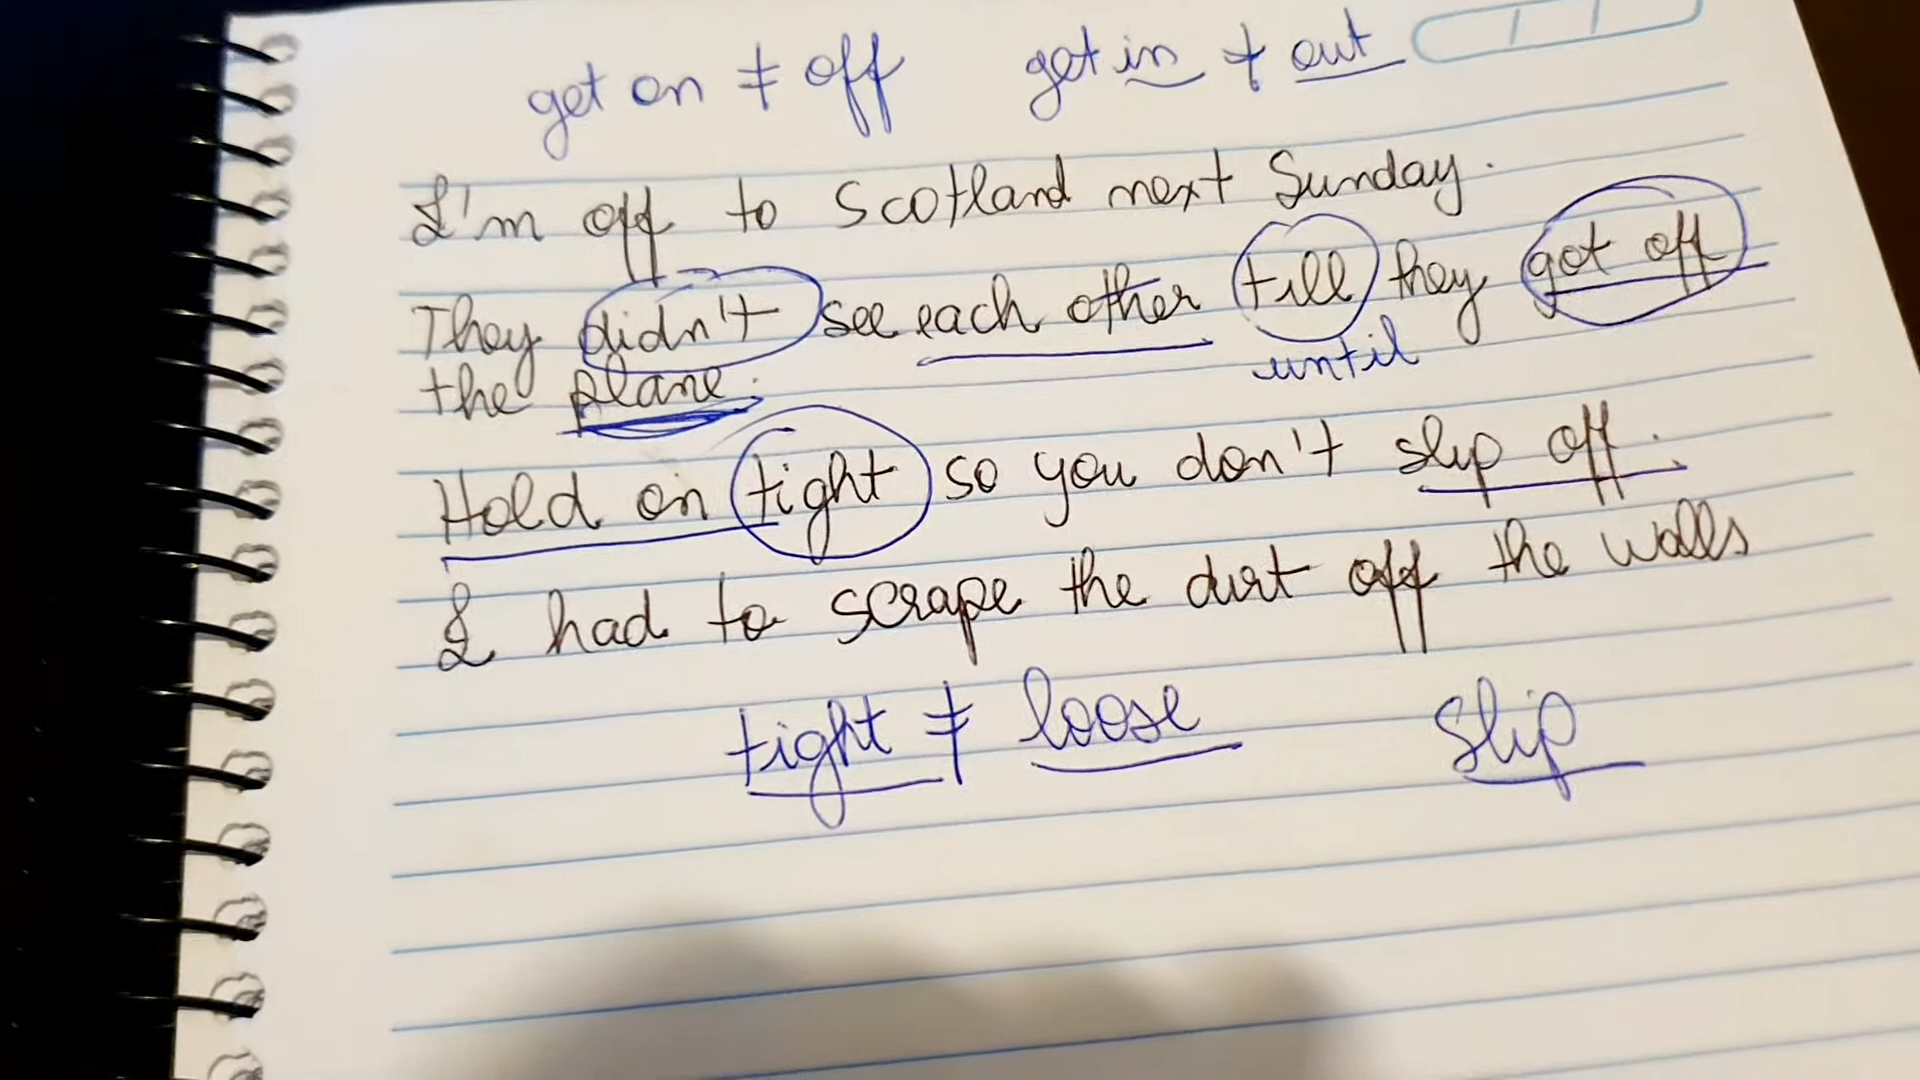 get on ≠ off get in ≠ out
I'm off to Scotland next Sunday.
They didn't see each other till they got off
until
the plane.
Hold on tight so you don't slip off.
I had to scrape the dirt off the walls
tight ≠ loose slip